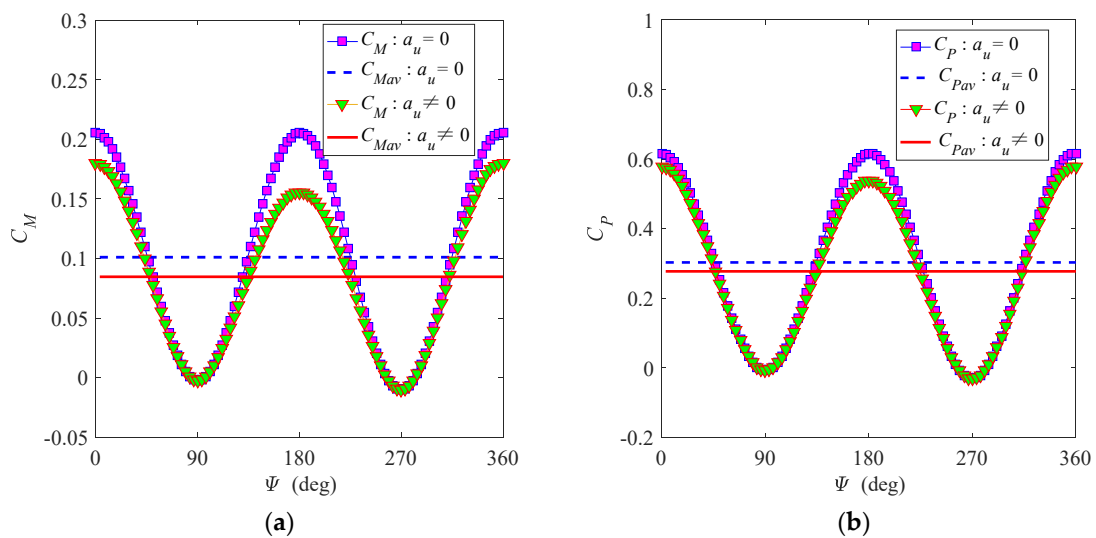 0.3
0.25
0.2
0.15
0.1
0.05
0
-0.05
C_M
0
90
180
270
360
Ψ (deg)
C_M : a_u = 0
C_Mav : a_u = 0
C_M : a_u ≠ 0
C_Mav : a_u ≠ 0
(a)
1
0.8
0.6
0.4
0.2
0
-0.2
C_P
0
90
180
270
360
Ψ (deg)
C_P : a_u = 0
C_Pav : a_u = 0
C_P : a_u ≠ 0
C_Pav : a_u ≠ 0
(b)